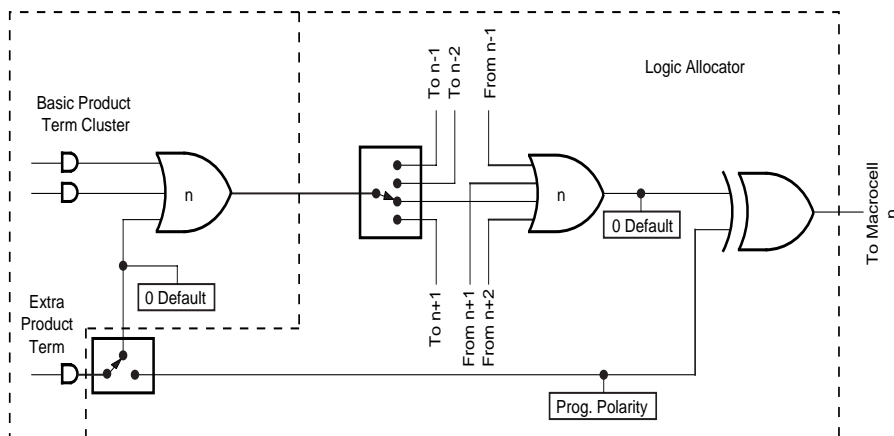 Logic Allocator
Basic Product
Term Cluster
To n-1
To n-2
From n-1
n
n
0 Default
To Macrocell
n
0 Default
To n+1
From n+1
From n+2
Extra
Product
Term
Prog. Polarity